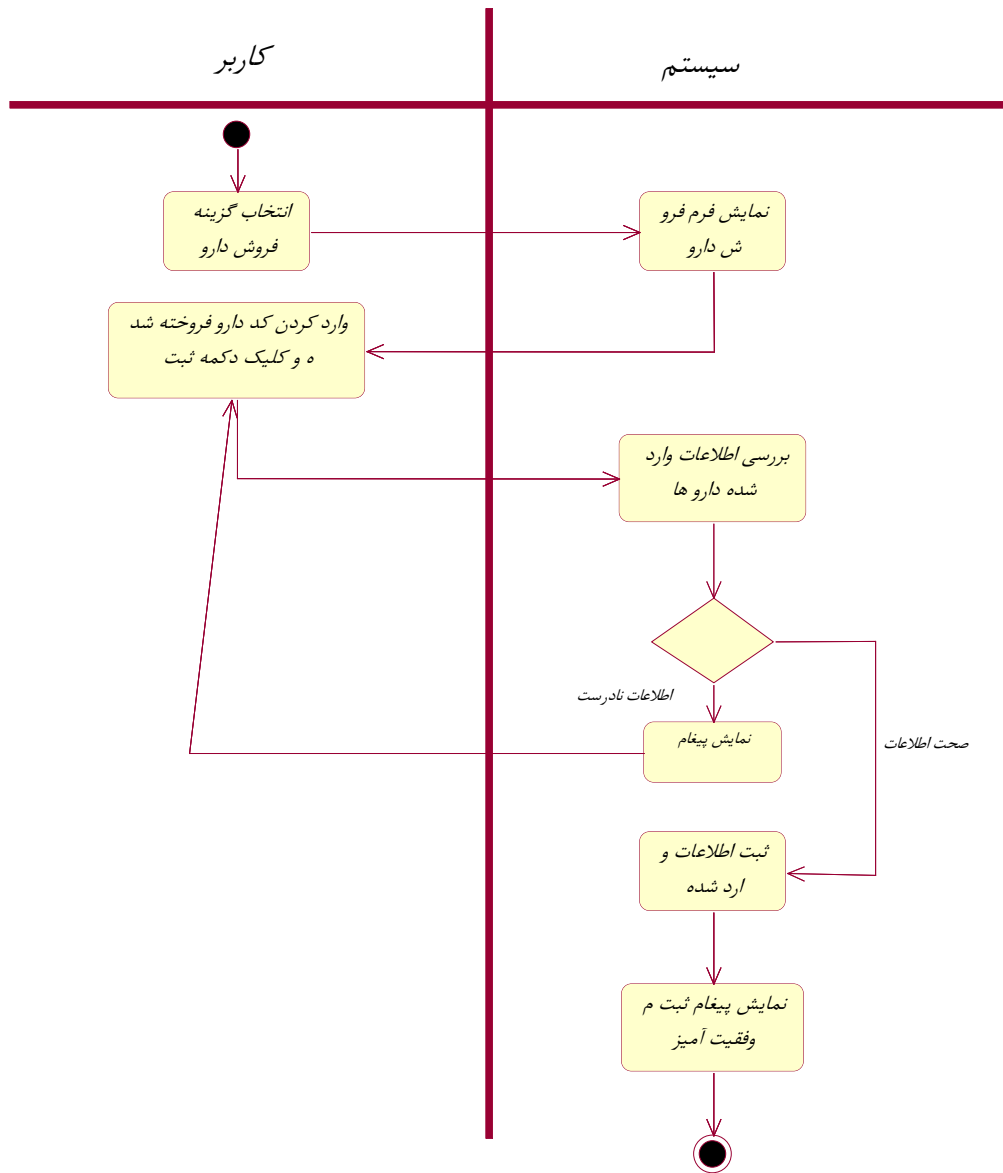 کاربر
سیستم
انتخاب گزینه
فروش دارو
نمایش فرم فرو
ش دارو
وارد کردن کد دارو فروخته شد
ه و کلیک دکمه ثبت
بررسی اطلاعات وارد
شده دارو ها
اطلاعات نادرست
نمایش پیغام
صحت اطلاعات
ثبت اطلاعات و
ارد شده
نمایش پیغام ثبت م
وفقیت آمیز